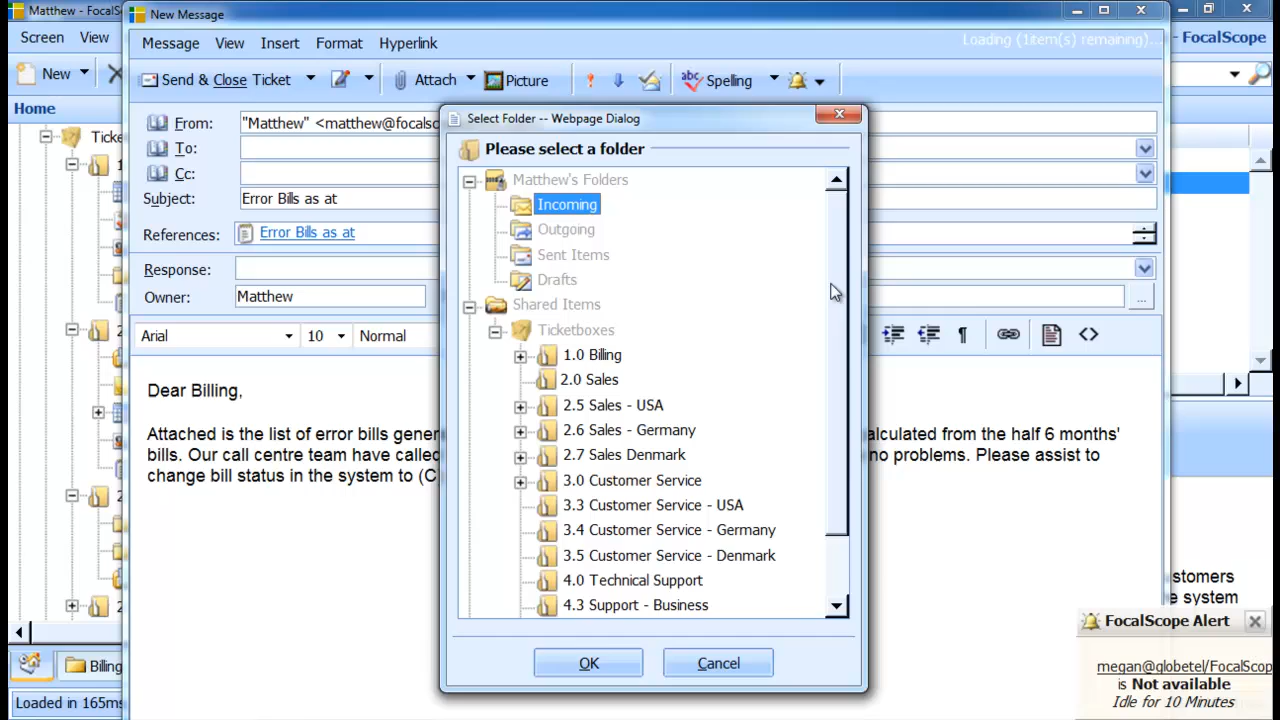 Matthew - FocalSc
New Message
Screen View
Message View Insert Format Hyperlink
Loading (1item(s) remaining)...
- FocalScope
New
Send & Close Ticket
Attach
Picture
abc
Spelling
Home
From:
"Matthew" <matthew@focalsc
To:
Cc:
Subject:
Error Bills as at
References:
Error Bills as at
Response:
Owner:
Matthew
...
Arial
10
Normal
Dear Billing,
Attached is the list of error bills gener
alculated from the half 6 months'
bills. Our call centre team have called
no problems. Please assist to
change bill status in the system to (C
Select Folder -- Webpage Dialog
Please select a folder
Matthew's Folders
Incoming
Outgoing
Sent Items
Drafts
Shared Items
Ticketboxes
1.0 Biling
2.0 Sales
2.5 Sales - USA
2.6 Sales - Germany
2.7 Sales Denmark
3.0 Customer Service
3.3 Customer Service - USA
3.4 Customer Service - Germany
3.5 Customer Service - Denmark
4.0 Technical Support
4.3 Support - Business
OK
Cancel
Ticke
1
2
2
2
Billing
Loaded in 165ms
stomers
e system
FocalScope Alert
megan@globetel/FocalScop
is Not available
Idle for 10 Minutes